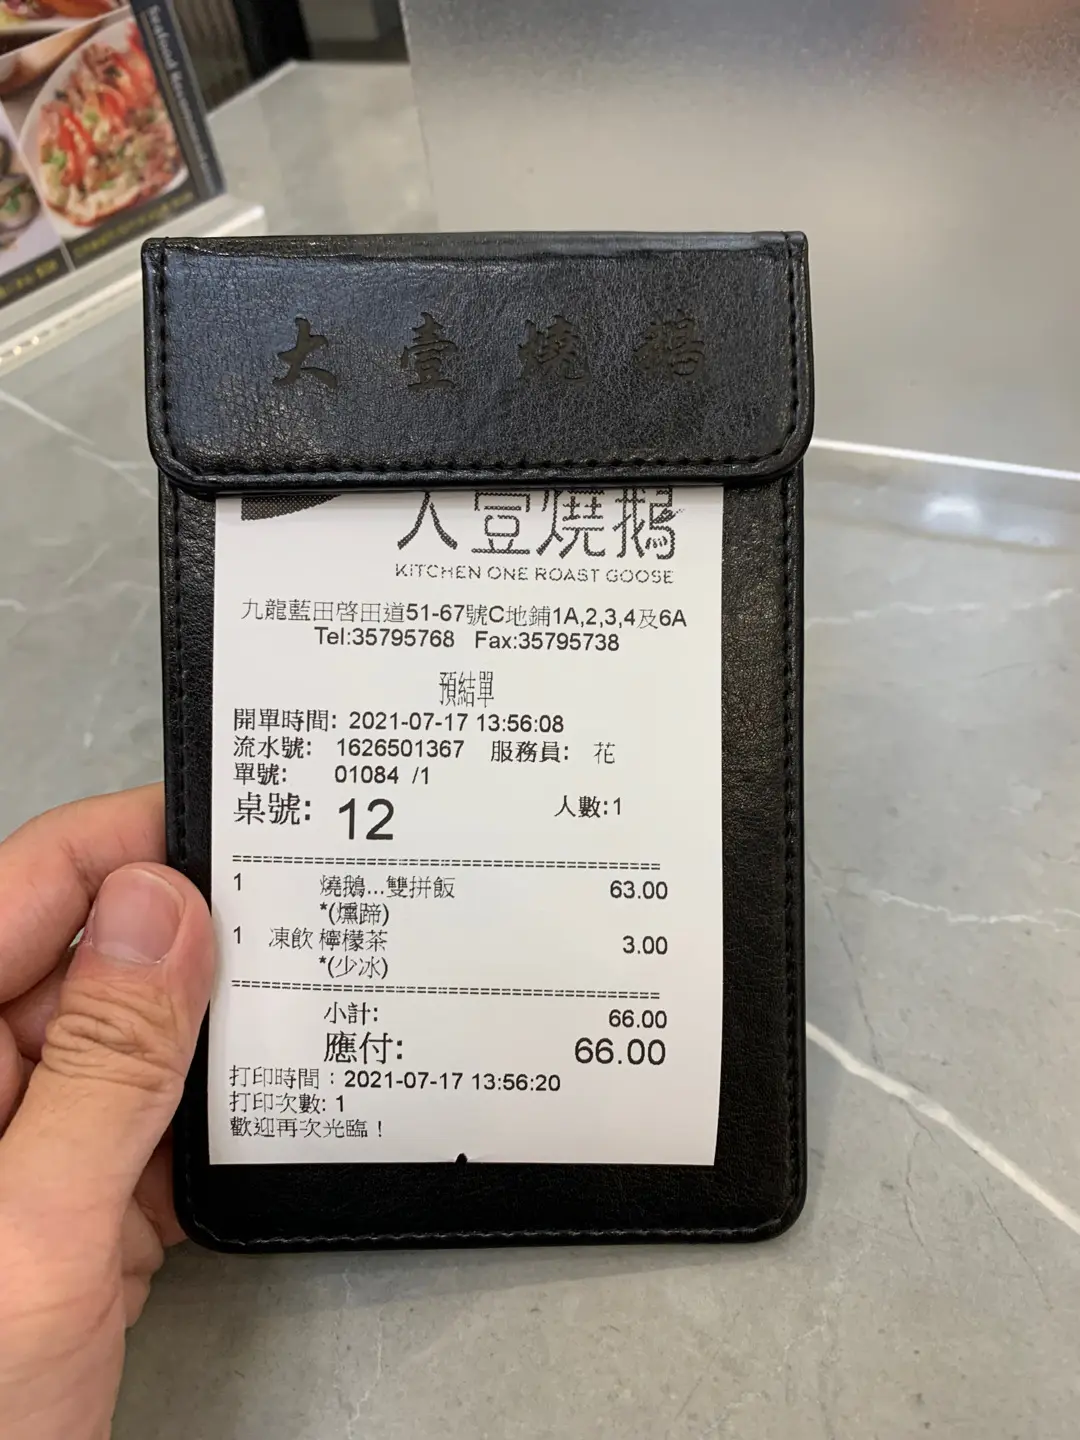 Seafood Recommendation
大壹燒鵝
大壹燒鵝
KITCHEN ONE ROAST GOOSE
九龍藍田啓田道51-67號C地鋪1A,2,3,4及6A
Tel:35795768 Fax:35795738
預結單
開單時間: 2021-07-17 13:56:08
流水號: 1626501367 服務員: 花
單號: 01084 /1
桌號: 12 人數:1
1 燒鵝...雙拼飯 63.00
*(燻蹄)
1 凍飲 檸檬茶 3.00
*(少冰)
小計: 66.00
應付: 66.00
打印時間：2021-07-17 13:56:20
打印次數: 1
歡迎再次光臨！